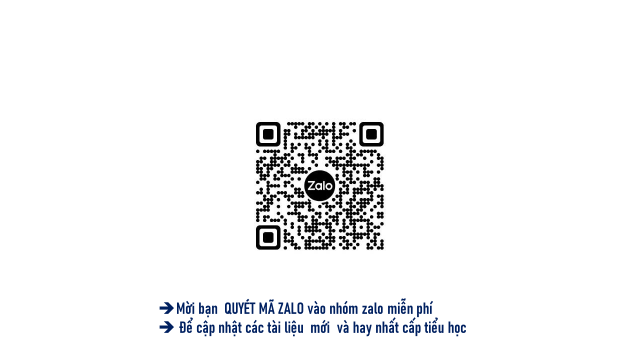 Zalo
➔ Mời bạn QUYÉT MÃ ZALO vào nhóm zalo miễn phí
➔ Để cập nhật các tài liệu mới và hay nhất cấp tiểu học